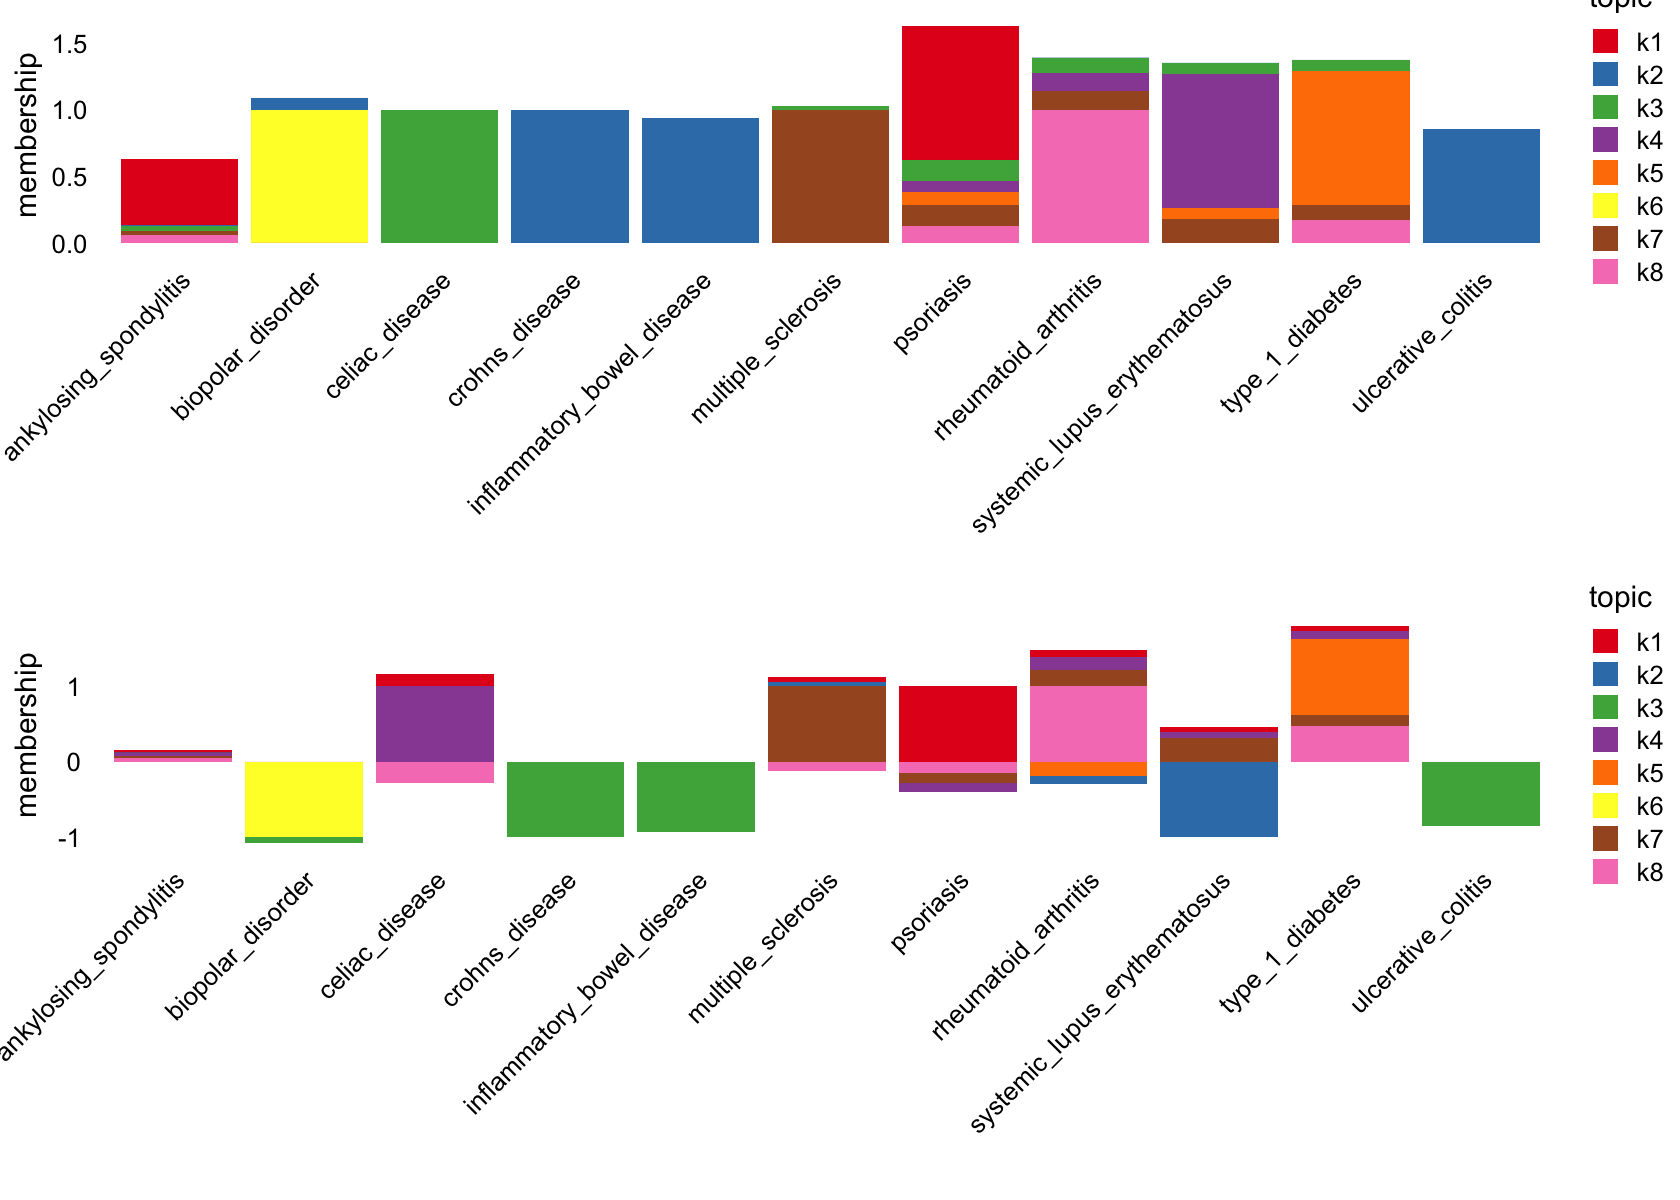 topic
k1
k2
k3
k4
k5
k6
k7
k8
membership
1.5
1.0
0.5
0.0
ankylosing_spondylitis
biopolar_disorder
celiac_disease
crohns_disease
inflammatory_bowel_disease
multiple_sclerosis
psoriasis
rheumatoid_arthritis
systemic_lupus_erythematosus
type_1_diabetes
ulcerative_colitis
topic
k1
k2
k3
k4
k5
k6
k7
k8
membership
1
0
-1
ankylosing_spondylitis
biopolar_disorder
celiac_disease
crohns_disease
inflammatory_bowel_disease
multiple_sclerosis
psoriasis
rheumatoid_arthritis
systemic_lupus_erythematosus
type_1_diabetes
ulcerative_colitis